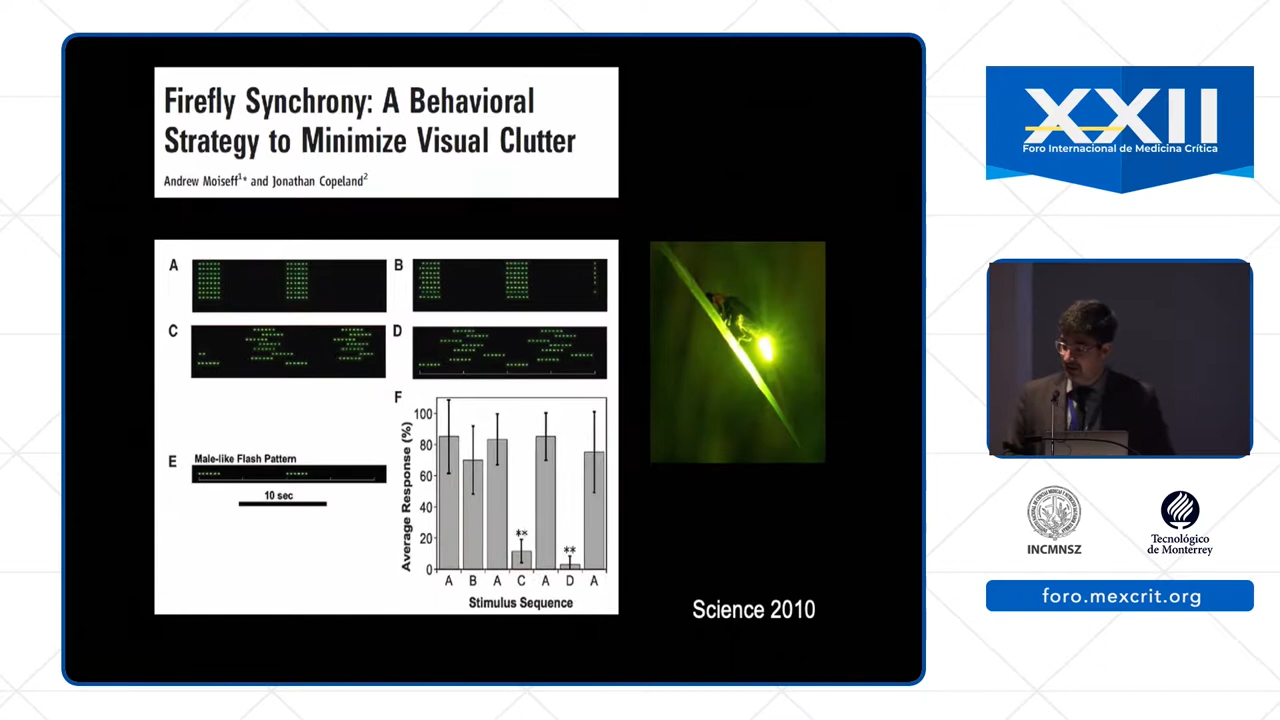 Firefly Synchrony: A Behavioral
Strategy to Minimize Visual Clutter
Andrew Moiseff1* and Jonathan Copeland2
A
B
C
D
E
Male-like Flash Pattern
10 sec
F
Average Response (%)
100
80
60
40
20
0
**
**
A B A C A D A
Stimulus Sequence
Science 2010
XXII
Foro Internacional de Medicina Crítica
INCMNSZ
Tecnológico
de Monterrey
foro.mexcrit.org